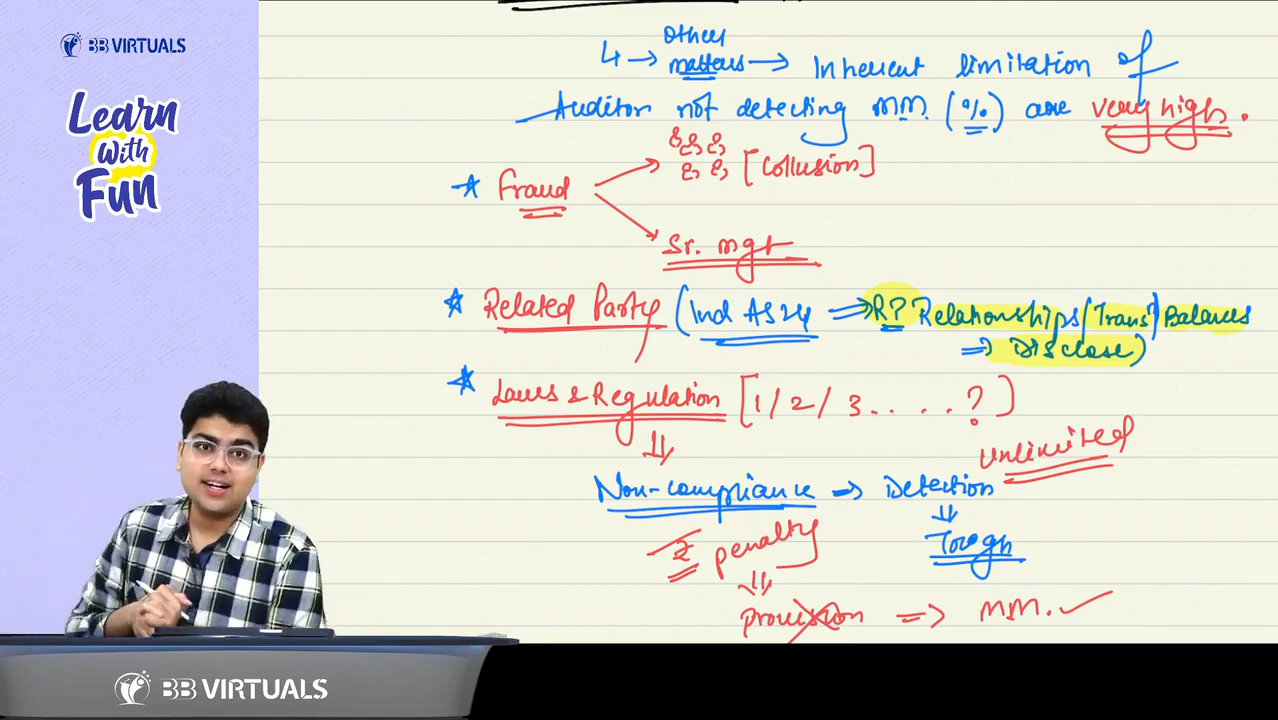 BB VIRTUALS
Learn
With
Fun
4 → Other matters → Inherent limitation of
Auditor not detecting MM (%) are very high.
Fraud
[Collusion]
Sr. mgt
Related Party (Ind AS 24 ⇒ RP Relationships/Transⁿ/Balances
⇒ Disclose)
Laws & Regulation [1/2/3.....?]
Unlimited
Non-compliance → Detection
Tough
₹ penalty
provision ⇒ MM.
BB VIRTUALS